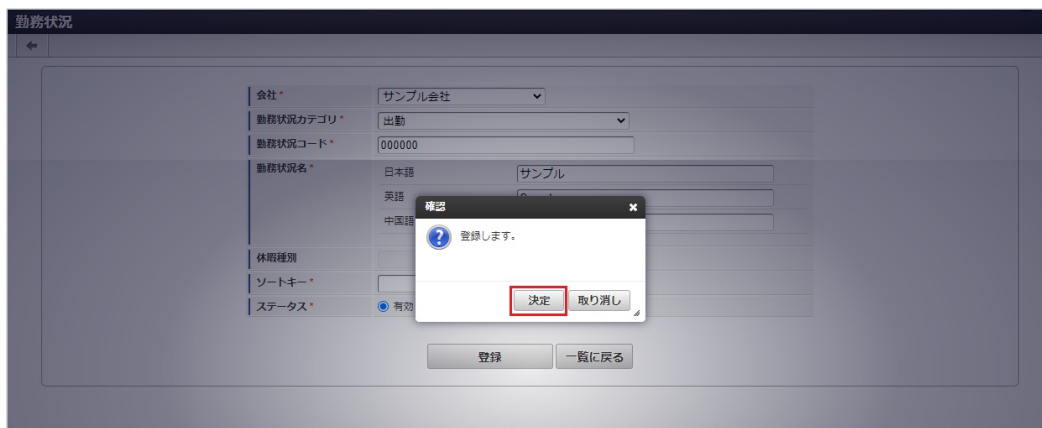 勤務状況
会社* サンプル会社
勤務状況カテゴリ* 出勤
勤務状況コード* 000000
勤務状況名* 日本語 サンプル
英語
中国語
確認
登録します。
休暇種別
ソートキー*
決定 取り消し
ステータス* 有効
登録 一覧に戻る